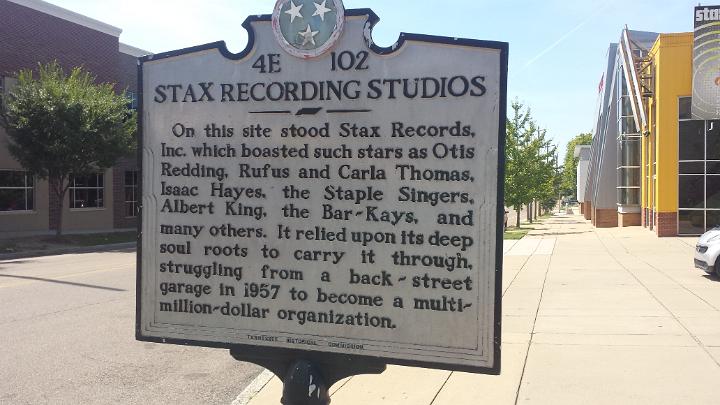 4E 102
STAX RECORDING STUDIOS
On this site stood Stax Records,
Inc. which boasted such stars as Otis
Redding, Rufus and Carla Thomas,
Isaac Hayes, the Staple Singers,
Albert King, the Bar-Kays, and
many others. It relied upon its deep
soul roots to carry it through,
struggling from a back-street
garage in 1957 to become a multi-
million-dollar organization.
TENNESSEE HISTORICAL COMMISSION
sta